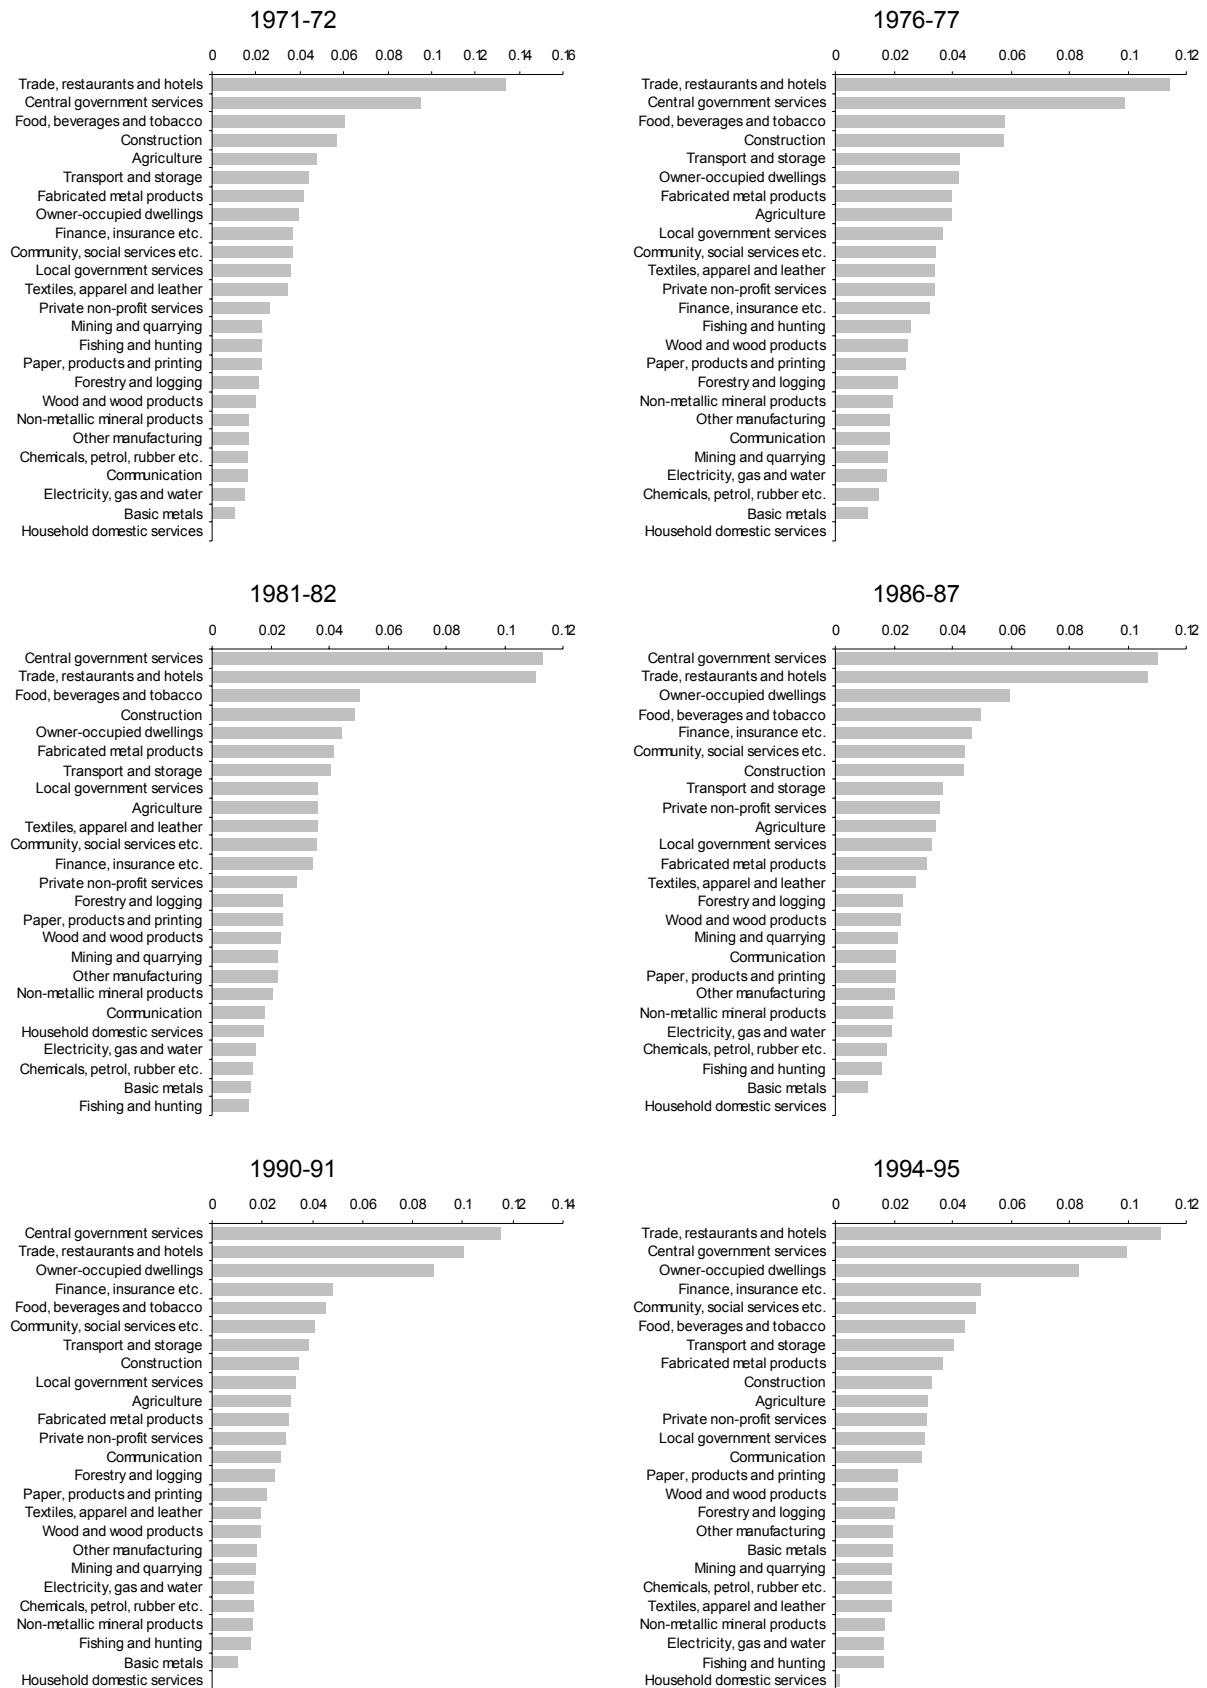 1971-72
0 0.02 0.04 0.06 0.08 0.1 0.12 0.14 0.16
Trade, restaurants and hotels
Central government services
Food, beverages and tobacco
Construction
Agriculture
Transport and storage
Fabricated metal products
Owner-occupied dwellings
Finance, insurance etc.
Community, social services etc.
Local government services
Textiles, apparel and leather
Private non-profit services
Mining and quarrying
Fishing and hunting
Paper, products and printing
Forestry and logging
Wood and wood products
Non-metallic mineral products
Other manufacturing
Chemicals, petrol, rubber etc.
Communication
Electricity, gas and water
Basic metals
Household domestic services
1976-77
0 0.02 0.04 0.06 0.08 0.1 0.12
Trade, restaurants and hotels
Central government services
Food, beverages and tobacco
Construction
Transport and storage
Owner-occupied dwellings
Fabricated metal products
Agriculture
Local government services
Community, social services etc.
Textiles, apparel and leather
Private non-profit services
Finance, insurance etc.
Fishing and hunting
Wood and wood products
Paper, products and printing
Forestry and logging
Non-metallic mineral products
Other manufacturing
Communication
Mining and quarrying
Electricity, gas and water
Chemicals, petrol, rubber etc.
Basic metals
Household domestic services
1981-82
0 0.02 0.04 0.06 0.08 0.1 0.12
Central government services
Trade, restaurants and hotels
Food, beverages and tobacco
Construction
Owner-occupied dwellings
Fabricated metal products
Transport and storage
Local government services
Agriculture
Textiles, apparel and leather
Community, social services etc.
Finance, insurance etc.
Private non-profit services
Forestry and logging
Paper, products and printing
Wood and wood products
Mining and quarrying
Other manufacturing
Non-metallic mineral products
Communication
Household domestic services
Electricity, gas and water
Chemicals, petrol, rubber etc.
Basic metals
Fishing and hunting
1986-87
0 0.02 0.04 0.06 0.08 0.1 0.12
Central government services
Trade, restaurants and hotels
Owner-occupied dwellings
Food, beverages and tobacco
Finance, insurance etc.
Community, social services etc.
Construction
Transport and storage
Private non-profit services
Agriculture
Local government services
Fabricated metal products
Textiles, apparel and leather
Forestry and logging
Wood and wood products
Mining and quarrying
Communication
Paper, products and printing
Other manufacturing
Non-metallic mineral products
Electricity, gas and water
Chemicals, petrol, rubber etc.
Fishing and hunting
Basic metals
Household domestic services
1990-91
0 0.02 0.04 0.06 0.08 0.1 0.12 0.14
Central government services
Trade, restaurants and hotels
Owner-occupied dwellings
Finance, insurance etc.
Food, beverages and tobacco
Community, social services etc.
Transport and storage
Construction
Local government services
Agriculture
Fabricated metal products
Private non-profit services
Communication
Forestry and logging
Paper, products and printing
Textiles, apparel and leather
Wood and wood products
Other manufacturing
Mining and quarrying
Electricity, gas and water
Chemicals, petrol, rubber etc.
Non-metallic mineral products
Fishing and hunting
Basic metals
Household domestic services
1994-95
0 0.02 0.04 0.06 0.08 0.1 0.12
Trade, restaurants and hotels
Central government services
Owner-occupied dwellings
Finance, insurance etc.
Community, social services etc.
Food, beverages and tobacco
Transport and storage
Fabricated metal products
Construction
Agriculture
Private non-profit services
Local government services
Communication
Paper, products and printing
Wood and wood products
Forestry and logging
Other manufacturing
Basic metals
Mining and quarrying
Chemicals, petrol, rubber etc.
Textiles, apparel and leather
Non-metallic mineral products
Electricity, gas and water
Fishing and hunting
Household domestic services